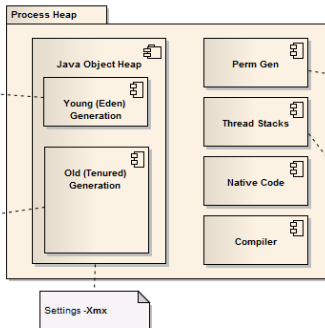 Process Heap
Java Object Heap
Young (Eden)
Generation
Old (Tenured)
Generation
Perm Gen
Thread Stacks
Native Code
Compiler
Settings -Xmx